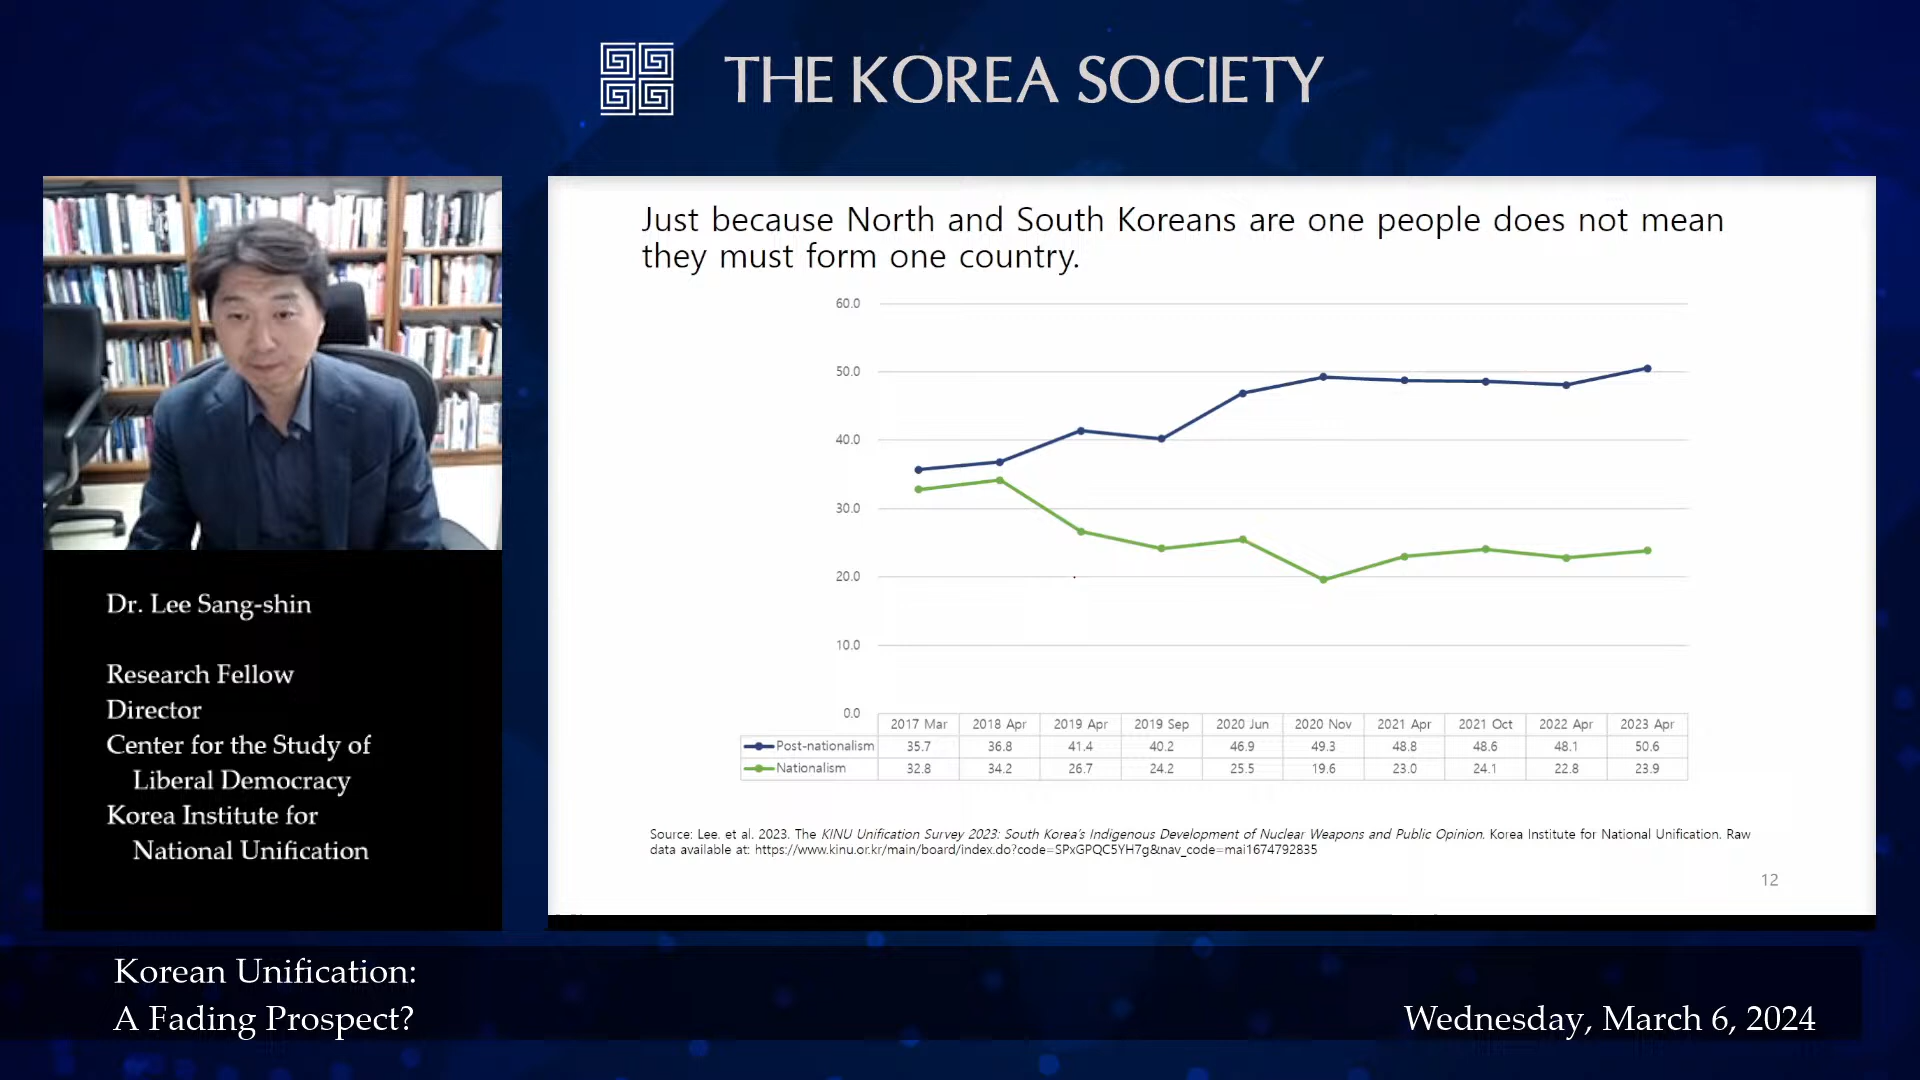 THE KOREA SOCIETY
Dr. Lee Sang-shin
Research Fellow
Director
Center for the Study of
Liberal Democracy
Korea Institute for
National Unification
Just because North and South Koreans are one people does not mean
they must form one country.
60.0
50.0
40.0
30.0
20.0
10.0
0.0
2017 Mar 2018 Apr 2019 Apr 2019 Sep 2020 Jun 2020 Nov 2021 Apr 2021 Oct 2022 Apr 2023 Apr
Post-nationalism 35.7 36.8 41.4 40.2 46.9 49.3 48.8 48.6 48.1 50.6
Nationalism 32.8 34.2 26.7 24.2 25.5 19.6 23.0 24.1 22.8 23.9
Source: Lee. et al. 2023. The KINU Unification Survey 2023: South Korea's Indigenous Development of Nuclear Weapons and Public Opinion. Korea Institute for National Unification. Raw
data available at: https://www.kinu.or.kr/main/board/index.do?code=SPxGPQC5YH7g&nav_code=mai1674792835
12
Korean Unification:
A Fading Prospect?
Wednesday, March 6, 2024